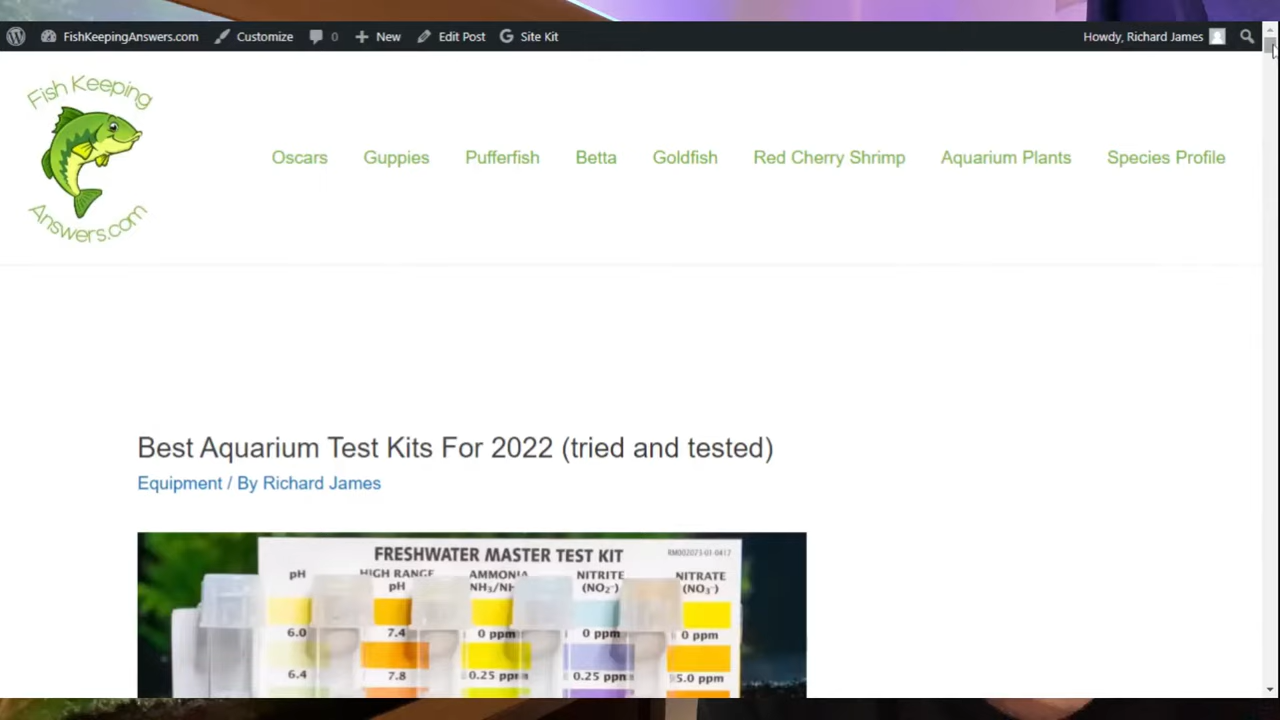 FishKeepingAnswers.com Customize 0 New Edit Post Site Kit Howdy, Richard James
Fish Keeping
Answers.com
Oscars Guppies Pufferfish Betta Goldfish Red Cherry Shrimp Aquarium Plants Species Profile
Best Aquarium Test Kits For 2022 (tried and tested)
Equipment / By Richard James
FRESHWATER MASTER TEST KIT
pH HIGH RANGE pH AMMONIA NH3/NH NITRITE (NO2-) NITRATE (NO3-)
6.0 7.4 0 ppm 0 ppm 0 ppm
6.4 7.8 0.25 ppm 0.25 ppm 5.0 ppm